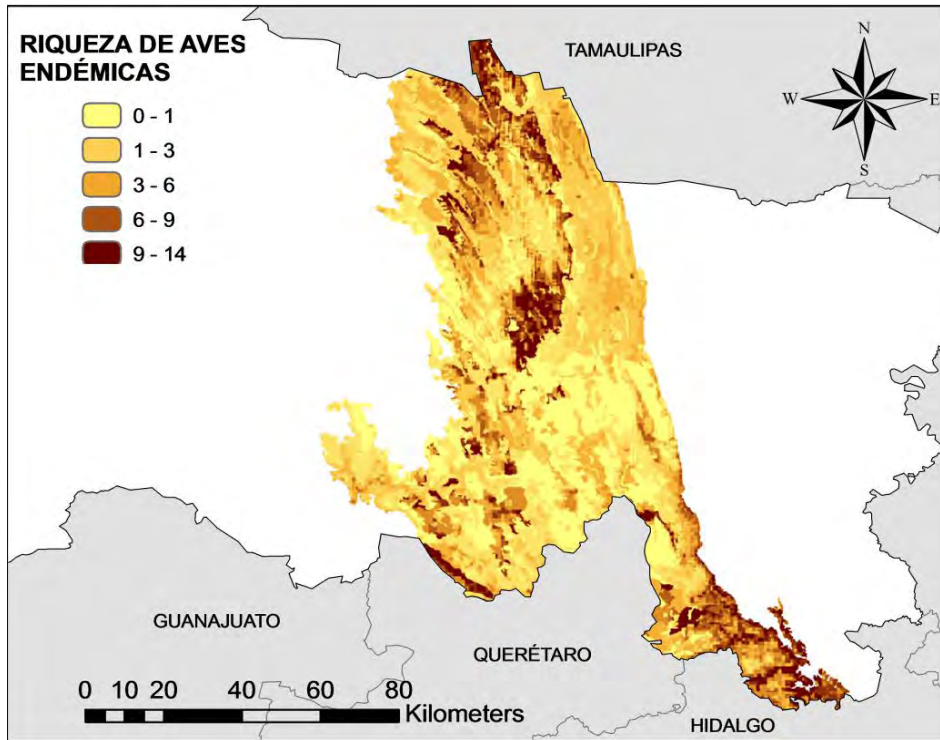 RIQUEZA DE AVES
ENDÉMICAS
0 - 1
1 - 3
3 - 6
6 - 9
9 - 14
TAMAULIPAS
N
W
E
S
GUANAJUATO
QUERÉTARO
HIDALGO
0 10 20 40 60 80
Kilometers